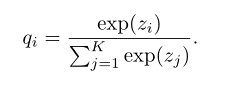 q_i = \frac{\exp(z_i)}{\sum_{j=1}^{K} \exp(z_j)}.